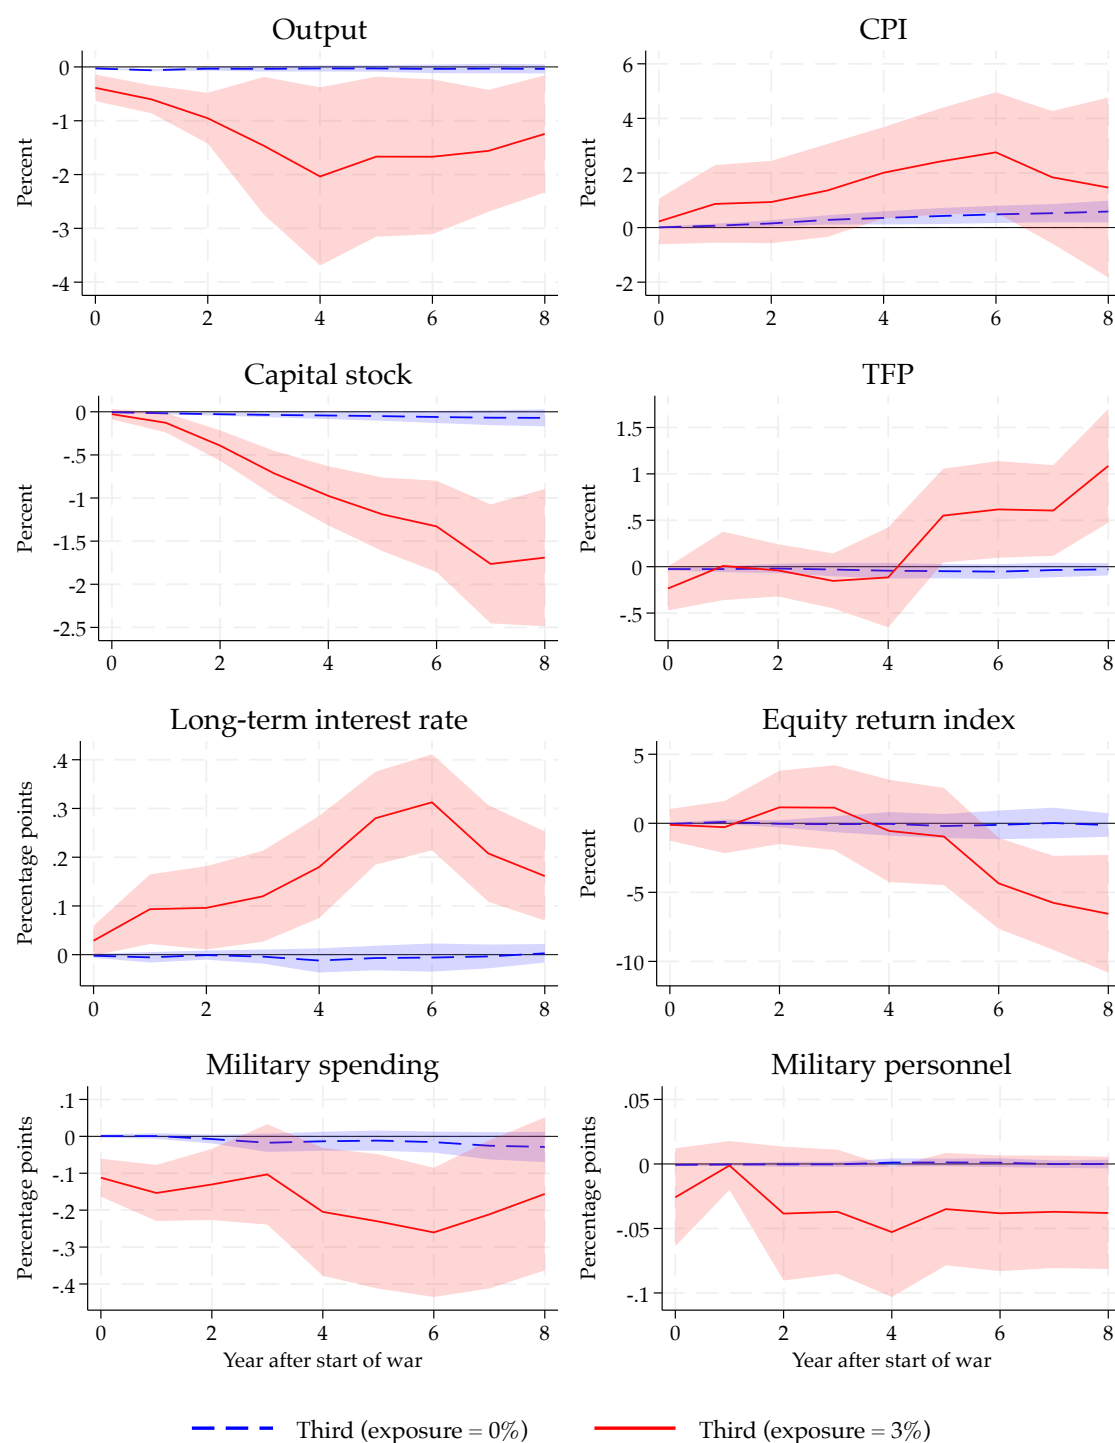 Output
Percent
0
-1
-2
-3
-4
0 2 4 6 8
CPI
Percent
6
4
2
0
-2
0 2 4 6 8
Capital stock
Percent
0
-.5
-1
-1.5
-2
-2.5
0 2 4 6 8
TFP
Percent
1.5
1
.5
0
-.5
0 2 4 6 8
Long-term interest rate
Percentage points
.4
.3
.2
.1
0
0 2 4 6 8
Equity return index
Percent
5
0
-5
-10
0 2 4 6 8
Military spending
Percentage points
.1
0
-.1
-.2
-.3
-.4
0 2 4 6 8
Year after start of war
Military personnel
Percentage points
.05
0
-.05
-.1
0 2 4 6 8
Year after start of war
Third (exposure = 0%) Third (exposure = 3%)